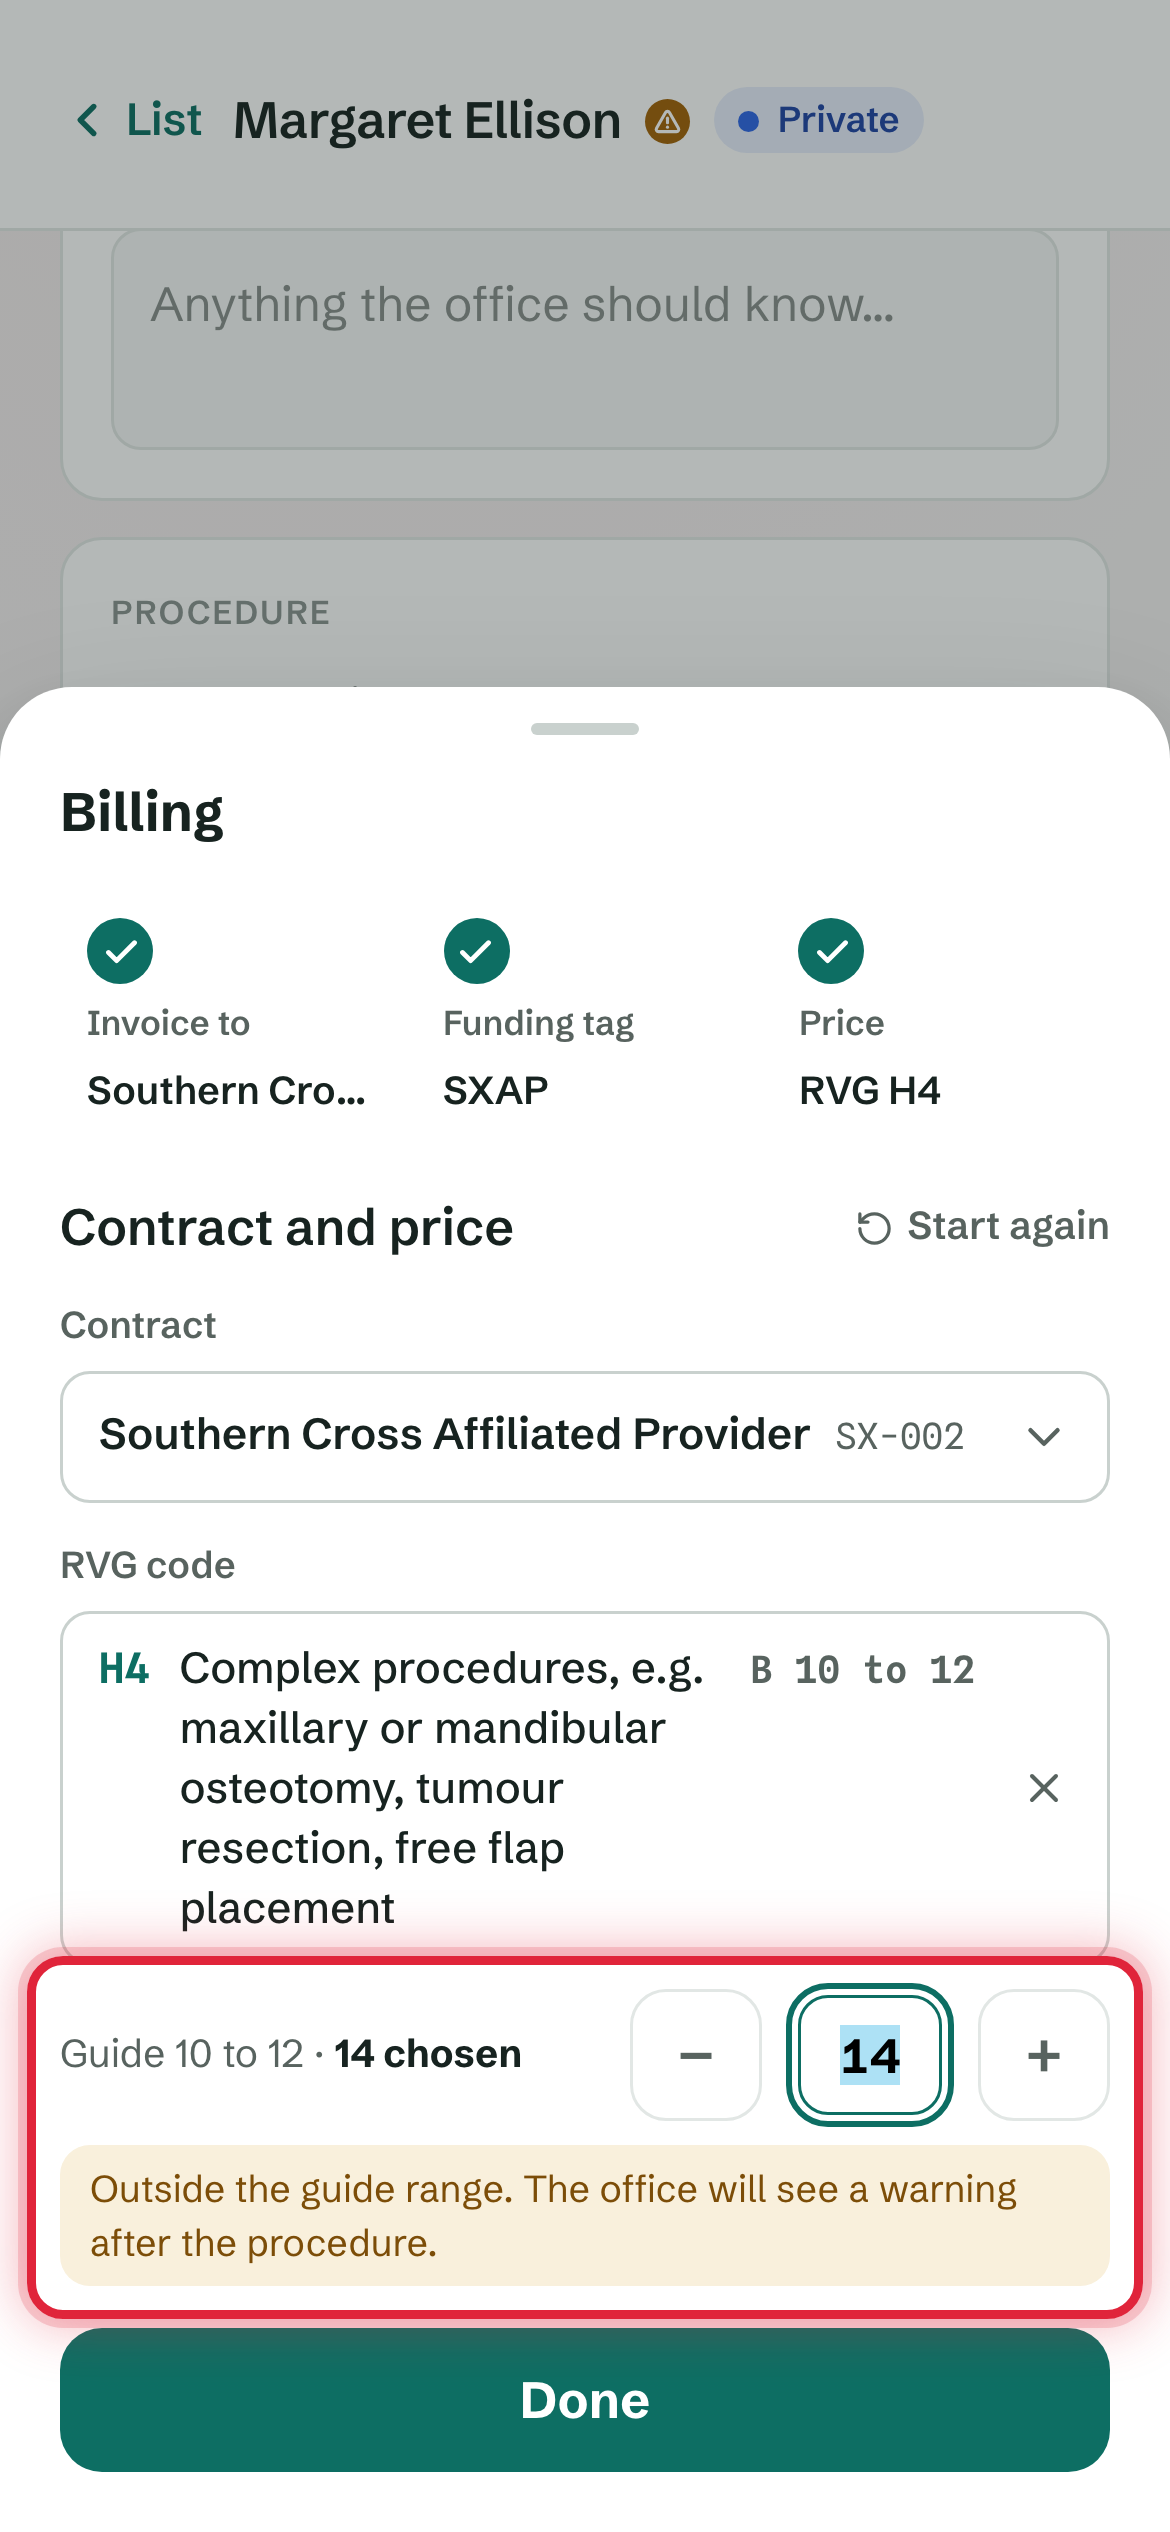 List Margaret Ellison Private
Anything the office should know...
PROCEDURE
Billing
Invoice to Funding tag Price
Southern Cro... SXAP RVG H4
Contract and price Start again
Contract
Southern Cross Affiliated Provider SX-002
RVG code
H4 Complex procedures, e.g. B 10 to 12
maxillary or mandibular
osteotomy, tumour
resection, free flap
placement
Guide 10 to 12 · 14 chosen − 14 +
Outside the guide range. The office will see a warning
after the procedure.
Done